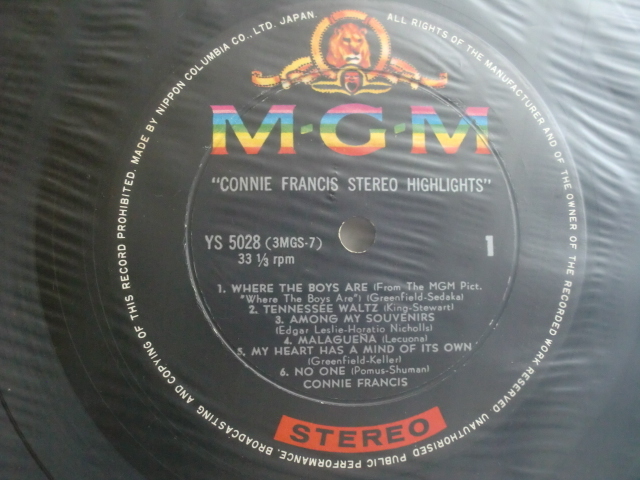 ALL RIGHTS OF THE MANUFACTURER AND OF THE OWNER OF THE RECORDED WORK RESERVED. UNAUTHORISED PUBLIC PERFORMANCE, BROADCASTING AND COPYING OF THIS RECORD PROHIBITED. MADE BY NIPPON COLUMBIA CO., LTD. JAPAN.
M·G·M
"CONNIE FRANCIS STEREO HIGHLIGHTS"
YS 5028 (3MGS-7)
33 1/3 rpm
1
1. WHERE THE BOYS ARE (From The MGM Pict.
"Where The Boys Are") (Greenfield-Sedaka)
2. TENNESSEE WALTZ (King-Stewart)
3. AMONG MY SOUVENIRS
(Edgar Leslie-Horatio Nicholls)
4. MALAGUEÑA (Lecuona)
5. MY HEART HAS A MIND OF ITS OWN
(Greenfield-Keller)
6. NO ONE (Pomus-Shuman)
CONNIE FRANCIS
STEREO